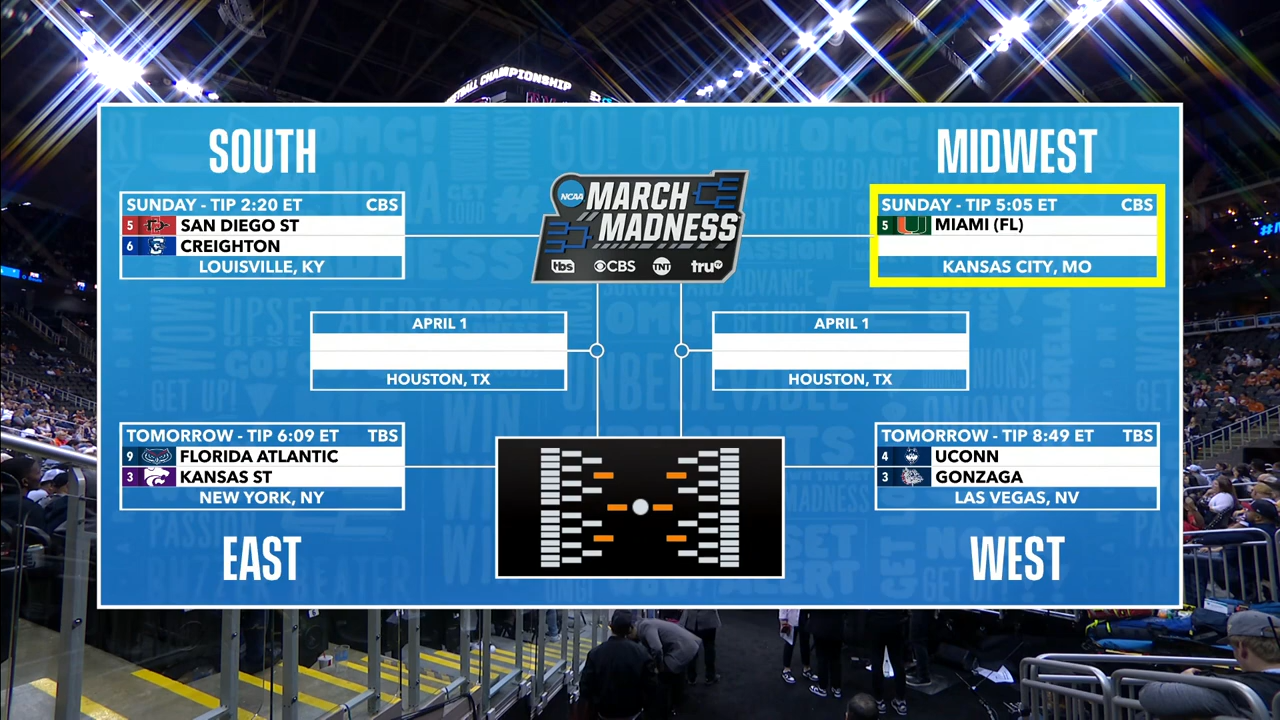 BALL CHAMPIONSHIP
SOUTH
SUNDAY - TIP 2:20 ET CBS
5 SAN DIEGO ST
6 CREIGHTON
LOUISVILLE, KY
MIDWEST
SUNDAY - TIP 5:05 ET CBS
5 MIAMI (FL)
KANSAS CITY, MO
NCAA
MARCH
MADNESS
tbs CBS TNT truTV
APRIL 1
HOUSTON, TX
APRIL 1
HOUSTON, TX
TOMORROW - TIP 6:09 ET TBS
9 FLORIDA ATLANTIC
3 KANSAS ST
NEW YORK, NY
EAST
TOMORROW - TIP 8:49 ET TBS
4 UCONN
3 GONZAGA
LAS VEGAS, NV
WEST